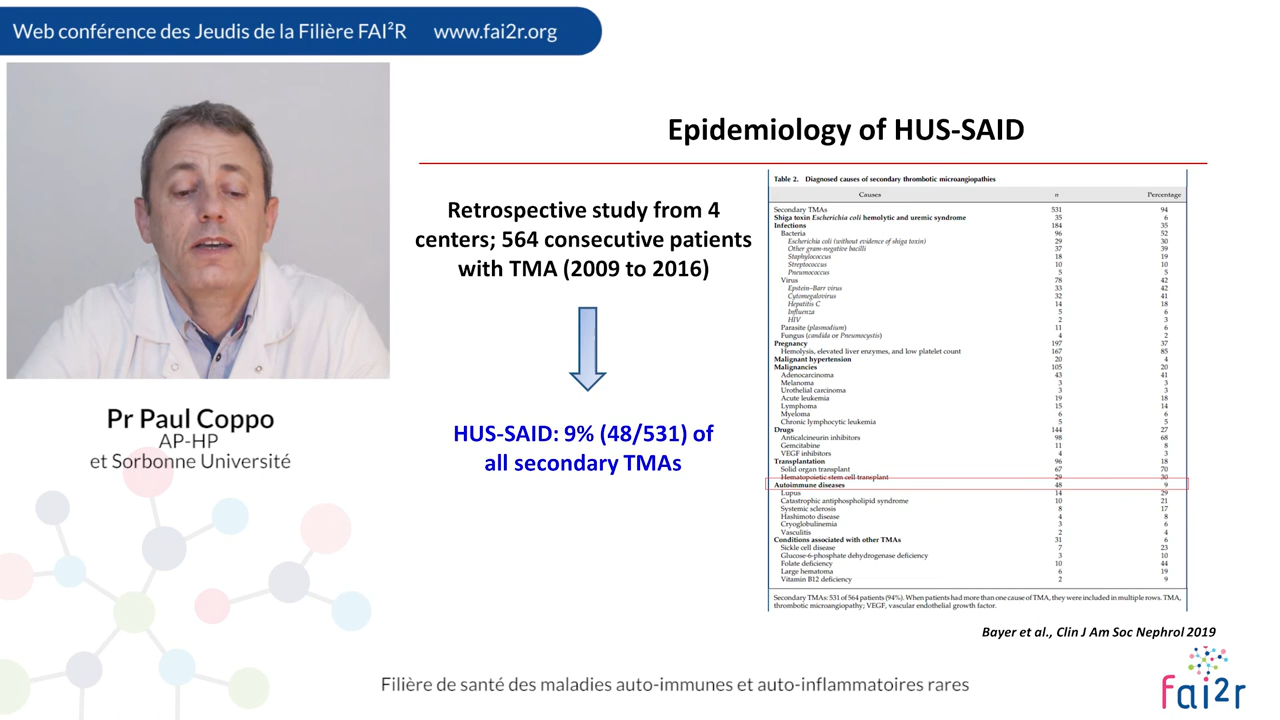 Web conférence des Jeudis de la Filière FAI²R www.fai2r.org
Pr Paul Coppo
AP-HP
et Sorbonne Université
Epidemiology of HUS-SAID
Retrospective study from 4
centers; 564 consecutive patients
with TMA (2009 to 2016)
HUS-SAID: 9% (48/531) of
all secondary TMAs
Table 2. Diagnosed causes of secondary thrombotic microangiopathies
Causes n Percentage
Secondary TMAs 531 94
Shiga toxin Escherichia coli hemolytic and uremic syndrome 35 6
Infections 184 35
Bacteria 96 52
Escherichia coli (without evidence of shiga toxin) 29 30
Other gram-negative bacilli 37 39
Staphylococcus 18 19
Streptococcus 10 10
Pneumococcus 5 5
Virus 78 42
Epstein–Barr virus 33 42
Cytomegalovirus 32 41
Hepatitis C 14 18
Influenza 5 6
HIV 2 3
Parasite (plasmodium) 11 6
Fungus (candida or Pneumocystis) 4 2
Pregnancy 197 37
Hemolysis, elevated liver enzymes, and low platelet count 167 85
Malignant hypertension 20 4
Malignancies 105 20
Adenocarcinoma 43 41
Melanoma 3 3
Urothelial carcinoma 3 3
Acute leukemia 19 18
Lymphoma 15 14
Myeloma 6 6
Chronic lymphocytic leukemia 5 5
Drugs 144 27
Anticalcineurin inhibitors 98 68
Gemcitabine 11 8
VEGF inhibitors 4 3
Transplantation 96 18
Solid organ transplant 67 70
Hematopoietic stem cell transplant 29 30
Autoimmune diseases 48 9
Lupus 14 29
Catastrophic antiphospholipid syndrome 10 21
Systemic sclerosis 8 17
Hashimoto disease 4 8
Cryoglobulinemia 3 6
Vasculitis 2 4
Conditions associated with other TMAs 31 6
Sickle cell disease 7 23
Glucose-6-phosphate dehydrogenase deficiency 3 10
Folate deficiency 10 44
Large hematoma 6 19
Vitamin B12 deficiency 2 9
Secondary TMAs: 531 of 564 patients (94%). When patients had more than one cause of TMA, they were included in multiple rows. TMA,
thrombotic microangiopathy; VEGF, vascular endothelial growth factor.
Bayer et al., Clin J Am Soc Nephrol 2019
Filière de santé des maladies auto-immunes et auto-inflammatoires rares
fai2r